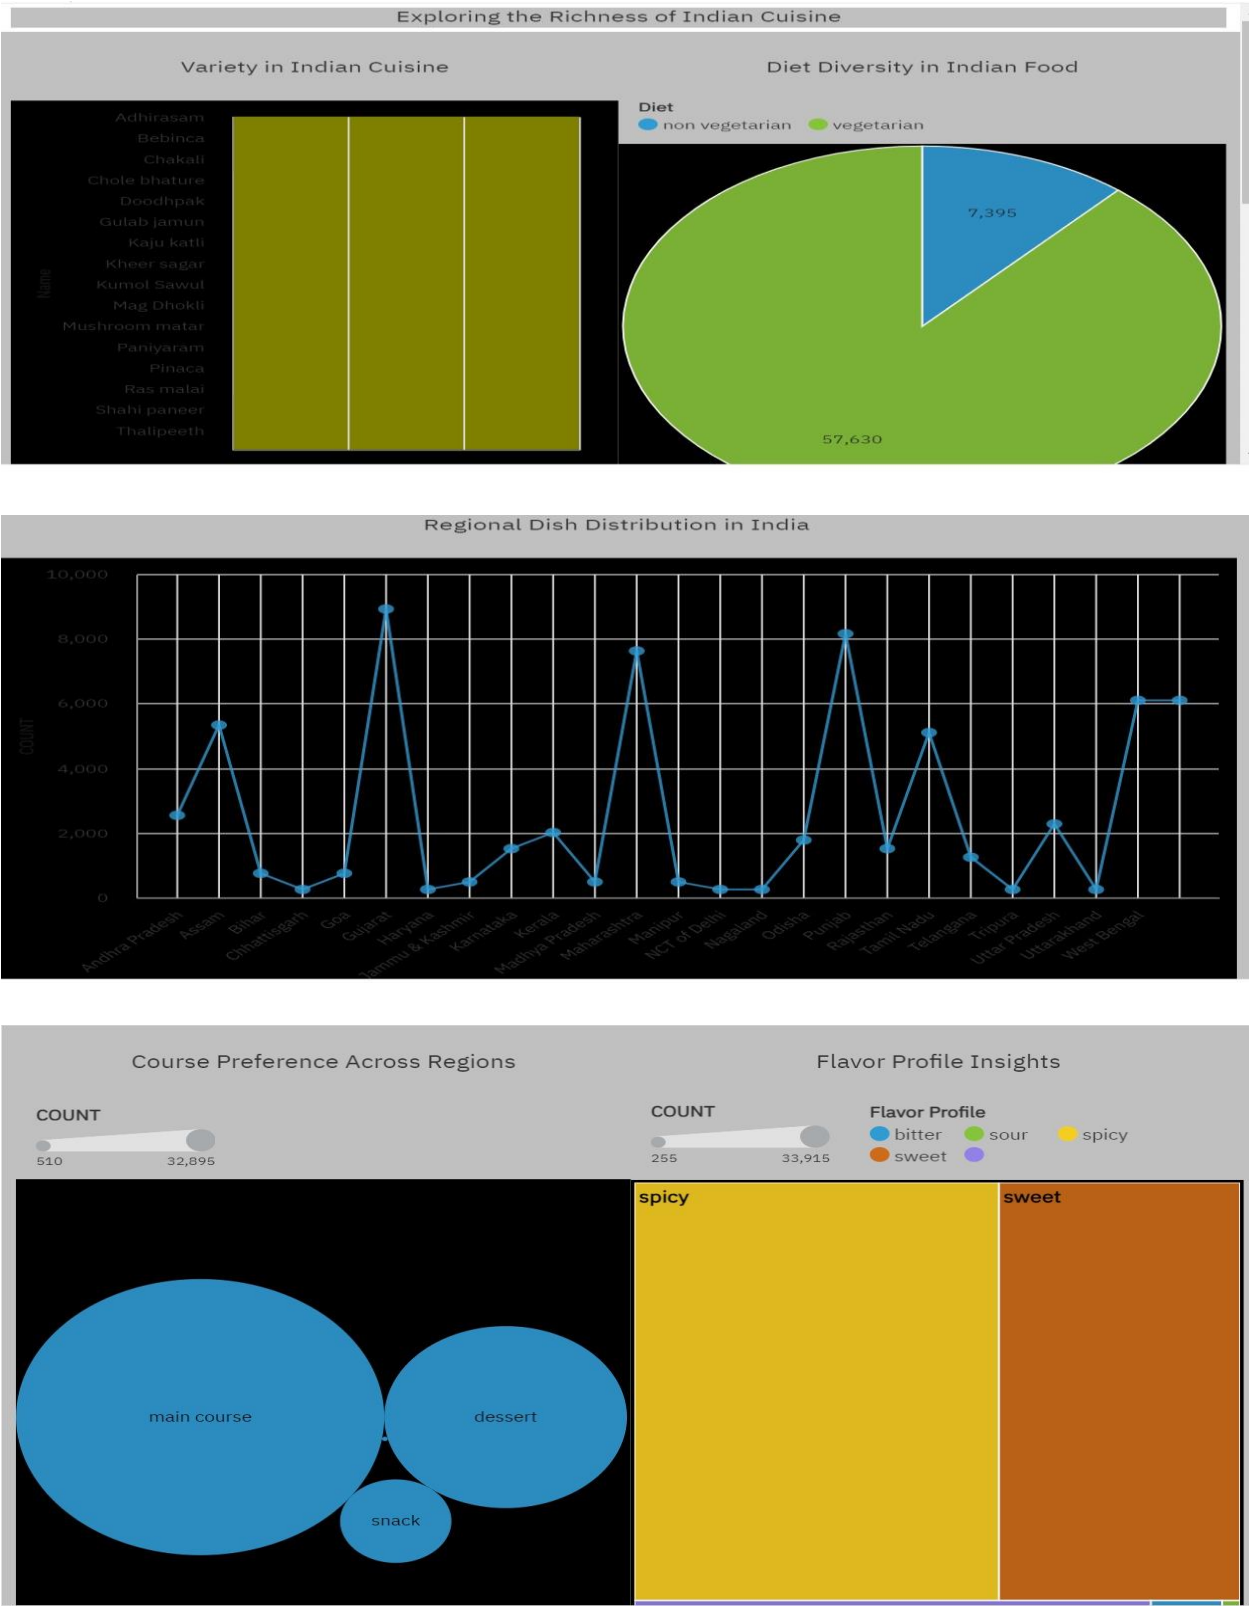 Exploring the Richness of Indian Cuisine
Variety in Indian Cuisine
Adhirasam
Bebinca
Chakali
Chole bhature
Doodhpak
Gulab jamun
Kaju katli
Kheer sagar
Kumol Sawul
Mag Dhokli
Mushroom matar
Paniyaram
Pinaca
Ras malai
Shahi paneer
Thalipeeth
Name
Diet Diversity in Indian Food
Diet
non vegetarian vegetarian
7,395
57,630
Regional Dish Distribution in India
10,000
8,000
6,000
4,000
2,000
0
COUNT
Andhra Pradesh
Assam
Bihar
Chhattisgarh
Goa
Gujarat
Haryana
Jammu & Kashmir
Karnataka
Kerala
Madhya Pradesh
Maharashtra
Manipur
NCT of Delhi
Nagaland
Odisha
Punjab
Rajasthan
Tamil Nadu
Telangana
Tripura
Uttar Pradesh
Uttarakhand
West Bengal
Course Preference Across Regions
COUNT
510 32,895
main course
dessert
snack
Flavor Profile Insights
COUNT
255 33,915
Flavor Profile
bitter sour spicy
sweet
spicy
sweet